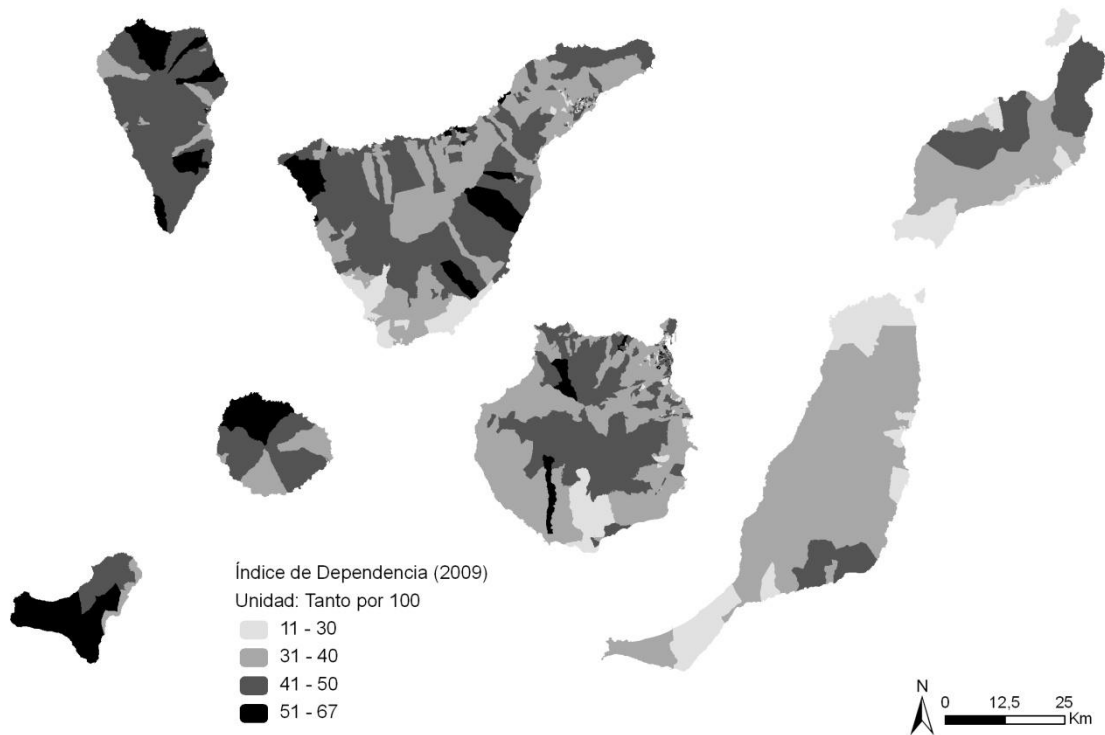 Índice de Dependencia (2009)
Unidad: Tanto por 100
11 - 30
31 - 40
41 - 50
51 - 67
N
0 12,5 25
Km